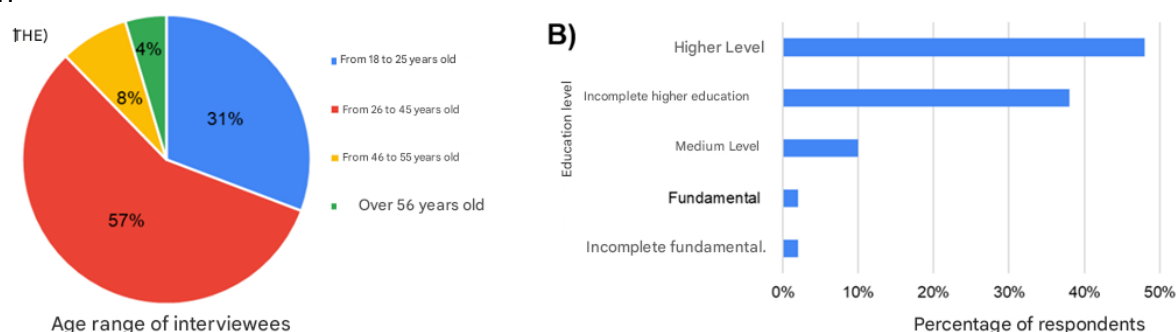 THE)
4%
8%
31%
57%
From 18 to 25 years old
From 26 to 45 years old
From 46 to 55 years old
Over 56 years old
Age range of interviewees
B)
Education level
Higher Level
Incomplete higher education
Medium Level
Fundamental
Incomplete fundamental.
0% 10% 20% 30% 40% 50%
Percentage of respondents